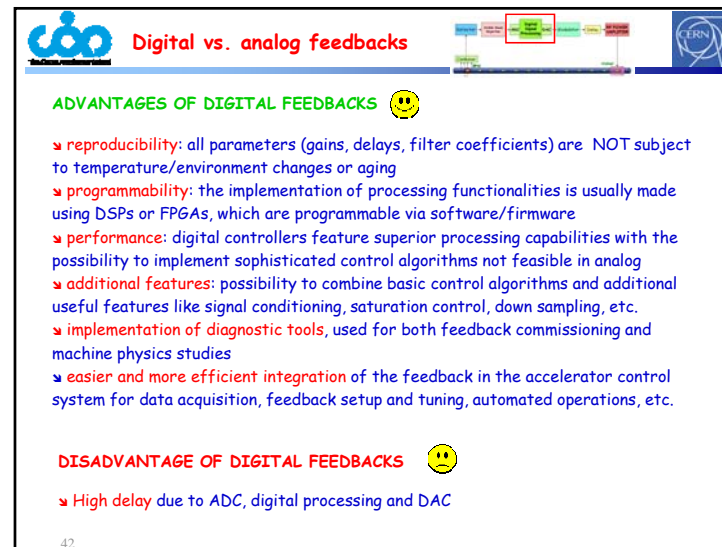 Digital vs. analog feedbacks
CERN
ADVANTAGES OF DIGITAL FEEDBACKS
reproducibility: all parameters (gains, delays, filter coefficients) are NOT subject
to temperature/environment changes or aging
programmability: the implementation of processing functionalities is usually made
using DSPs or FPGAs, which are programmable via software/firmware
performance: digital controllers feature superior processing capabilities with the
possibility to implement sophisticated control algorithms not feasible in analog
additional features: possibility to combine basic control algorithms and additional
useful features like signal conditioning, saturation control, down sampling, etc.
implementation of diagnostic tools, used for both feedback commissioning and
machine physics studies
easier and more efficient integration of the feedback in the accelerator control
system for data acquisition, feedback setup and tuning, automated operations, etc.
DISADVANTAGE OF DIGITAL FEEDBACKS
High delay due to ADC, digital processing and DAC
42